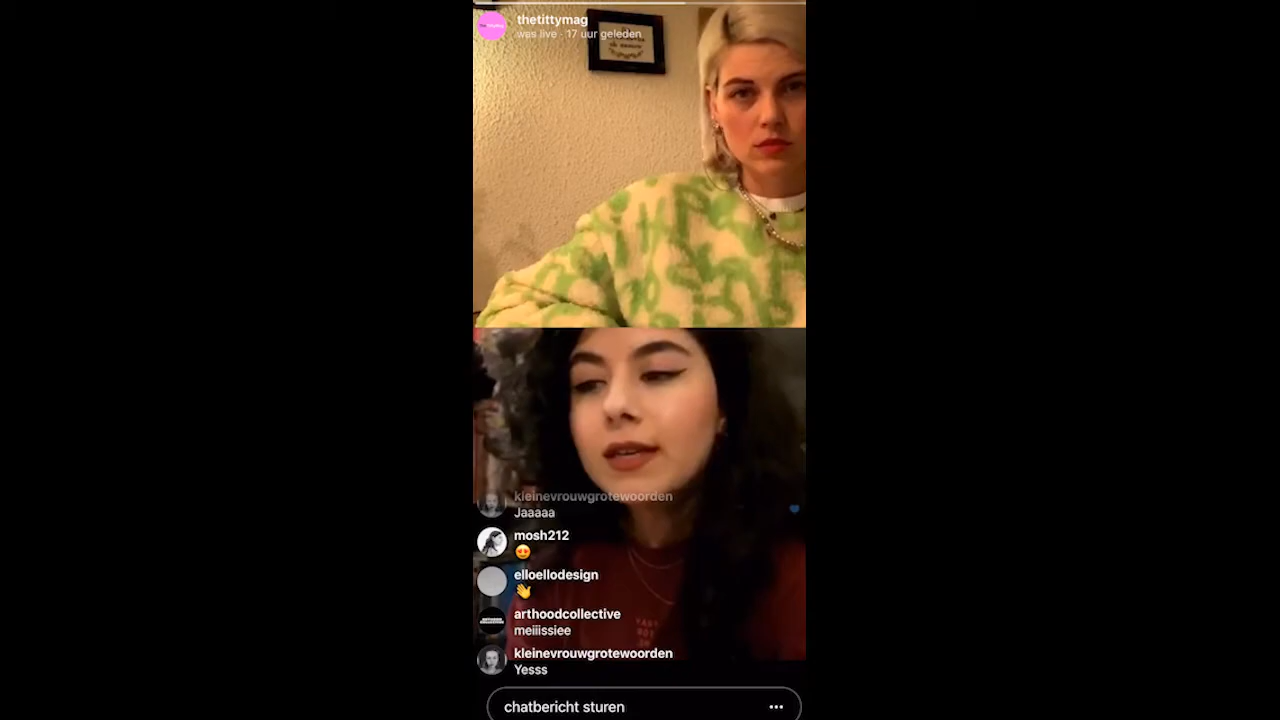 thetittymag
was live · 17 uur geleden
kleinevrouwgrotewoorden
Jaaaaa
mosh212
elloellodesign
arthoodcollective
meiiissiee
kleinevrouwgrotewoorden
Yesss
chatbericht sturen